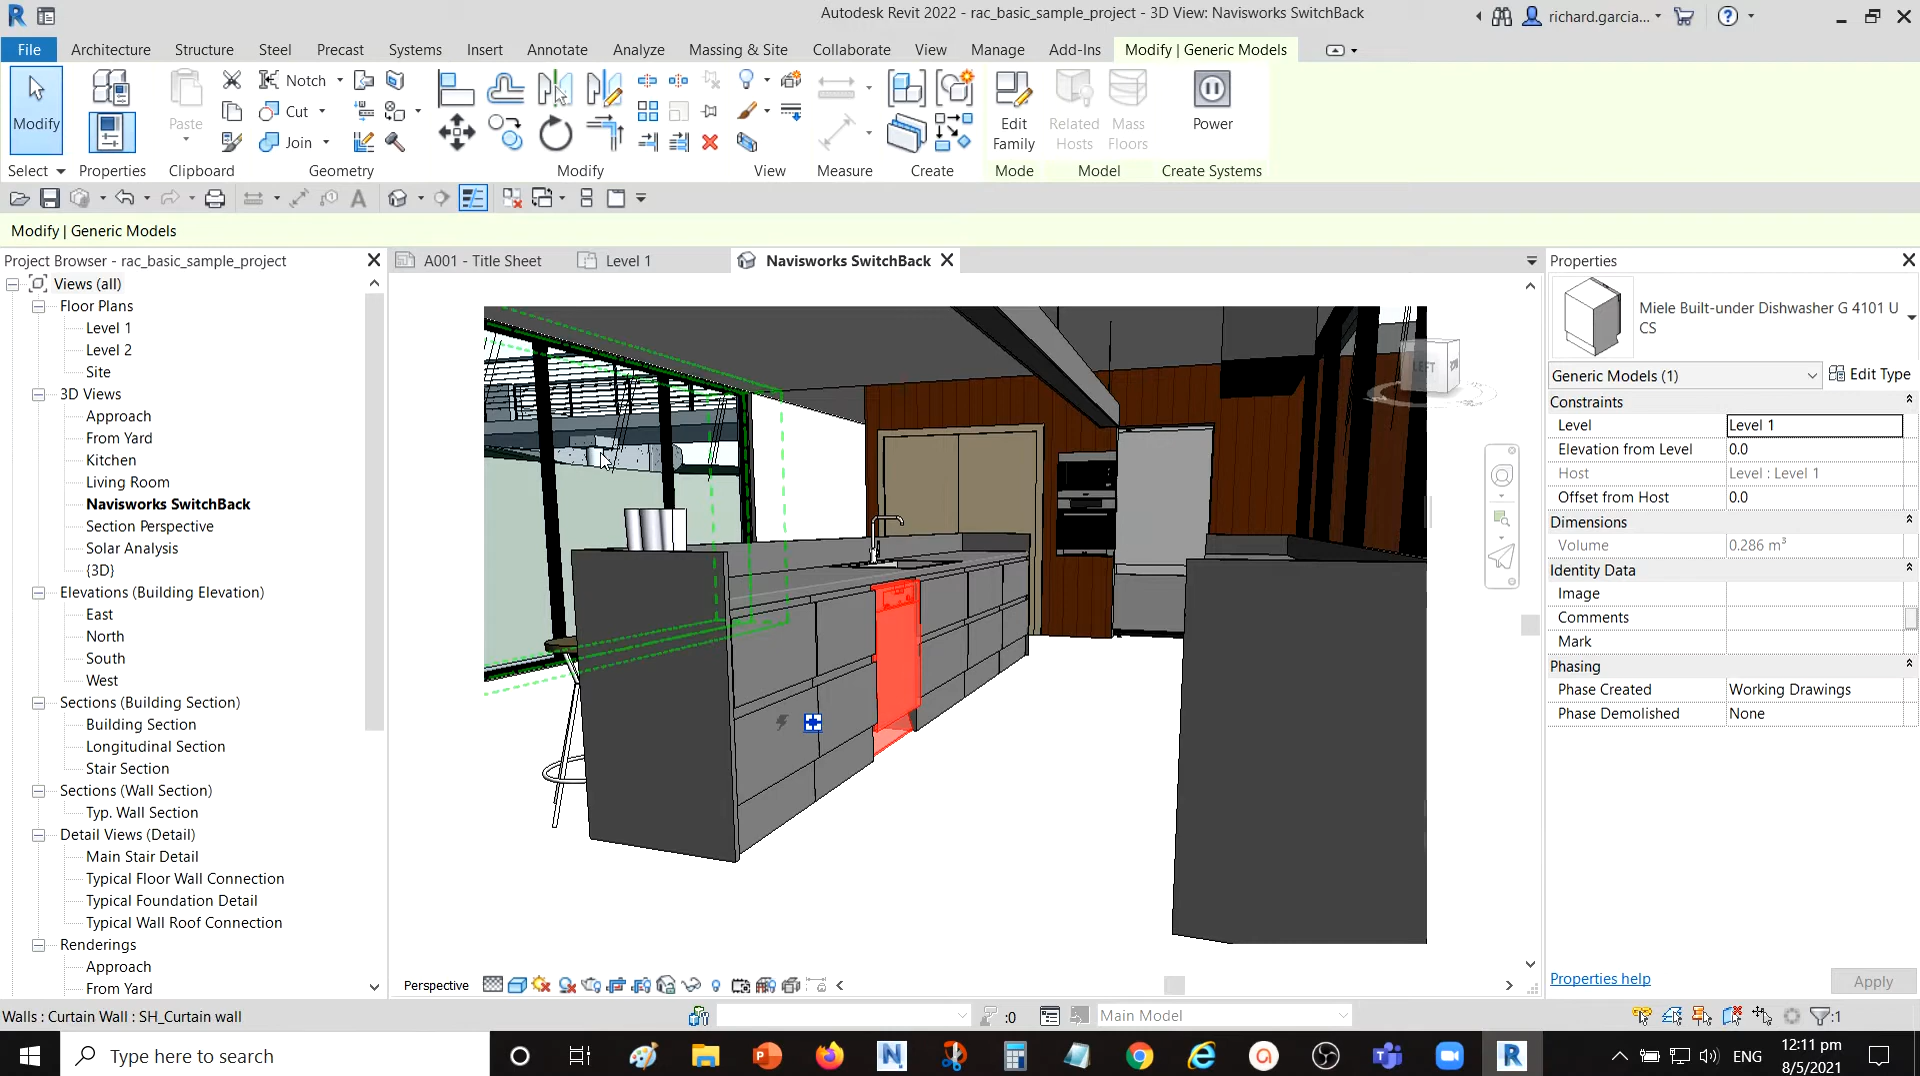 Autodesk Revit 2022 - rac_basic_sample_project - 3D View: Navisworks SwitchBack
richard.garcia...
File
Architecture
Structure
Steel
Precast
Systems
Insert
Annotate
Analyze
Massing & Site
Collaborate
View
Manage
Add-Ins
Modify | Generic Models
Modify
Paste
Notch
Cut
Join
Edit Family
Related Hosts
Mass Floors
Power
Select
Properties
Clipboard
Geometry
Modify
View
Measure
Create
Mode
Model
Create Systems
Modify | Generic Models
Project Browser - rac_basic_sample_project
Views (all)
Floor Plans
Level 1
Level 2
Site
3D Views
Approach
From Yard
Kitchen
Living Room
Navisworks SwitchBack
Section Perspective
Solar Analysis
{3D}
Elevations (Building Elevation)
East
North
South
West
Sections (Building Section)
Building Section
Longitudinal Section
Stair Section
Sections (Wall Section)
Typ. Wall Section
Detail Views (Detail)
Main Stair Detail
Typical Floor Wall Connection
Typical Foundation Detail
Typical Wall Roof Connection
Renderings
Approach
From Yard
A001 - Title Sheet
Level 1
Navisworks SwitchBack
LEFT
Perspective
Properties
Miele Built-under Dishwasher G 4101 U
CS
Generic Models (1)
Edit Type
Constraints
Level Level 1
Elevation from Level 0.0
Host Level : Level 1
Offset from Host 0.0
Dimensions
Volume 0.286 m³
Identity Data
Image
Comments
Mark
Phasing
Phase Created Working Drawings
Phase Demolished None
Properties help
Apply
Walls : Curtain Wall : SH_Curtain wall
:0
Main Model
:1
Type here to search
ENG
12:11 pm
8/5/2021